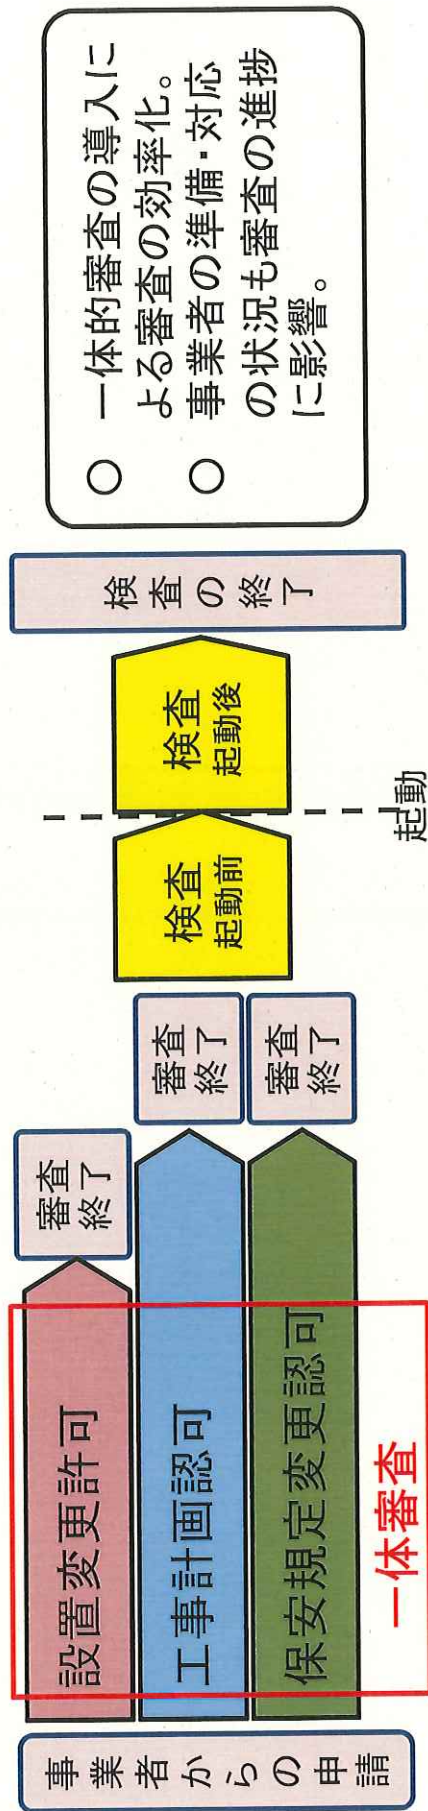 事業者からの申請
設置変更許可
審査
終了
工事計画認可
審査
終了
保安規定変更認可
審査
終了
一体審査
検査
起動前
検査
起動後
起動
検査の終了
○ 一体的審査の導入に
よる審査の効率化。
○ 事業者の準備・対応
の状況も審査の進捗
に影響。